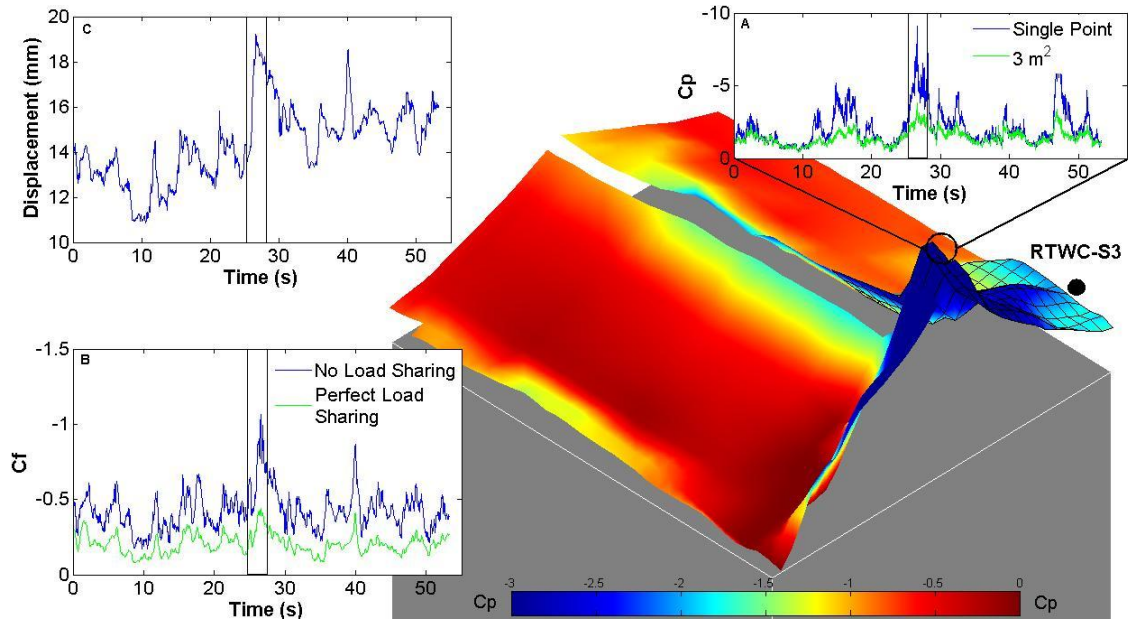 C
20
18
16
14
12
10
Displacement (mm)
0 10 20 30 40 50
Time (s)
A
-10
-5
0
Cp
Single Point
3 m²
0 10 20 30 40 50
Time (s)
RTWC-S3
B
-1.5
-1
-0.5
0
Cf
No Load Sharing
Perfect Load
Sharing
0 10 20 30 40 50
Time (s)
-3 -2.5 -2 -1.5 -1 -0.5 0
Cp Cp